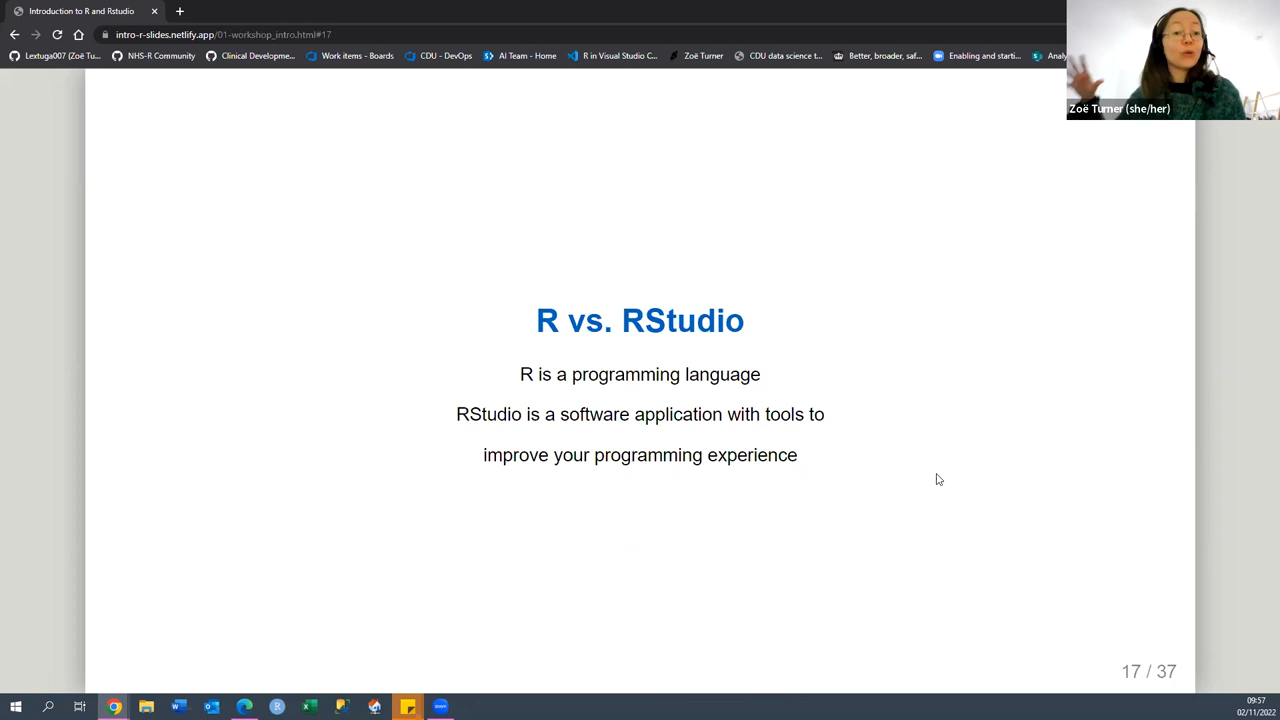 Introduction to R and Rstudio
intro-r-slides.netlify.app/01-workshop_intro.html#17
Lextuga007 (Zoë Tu...
NHS-R Community
Clinical Developme...
Work items - Boards
CDU - DevOps
AI Team - Home
R in Visual Studio C...
Zoë Turner
CDU data science t...
Better, broader, saf...
Enabling and starti...
Analy
Zoë Turner (she/her)
R vs. RStudio
R is a programming language
RStudio is a software application with tools to
improve your programming experience
17 / 37
09:57
02/11/2022